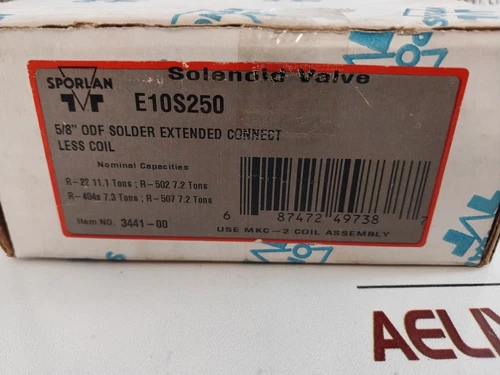 Solenoid Valve
SPORLAN
E10S250
5/8" ODF SOLDER EXTENDED CONNECT
LESS COIL
Nominal Capacities
R-22 11.1 Tons ; R-502 7.2 Tons
R-404a 7.3 Tons ; R-507 7.2 Tons
Item NO. 3441-00
6 87472 49738 7
USE MKC-2 COIL ASSEMBLY
AELIY